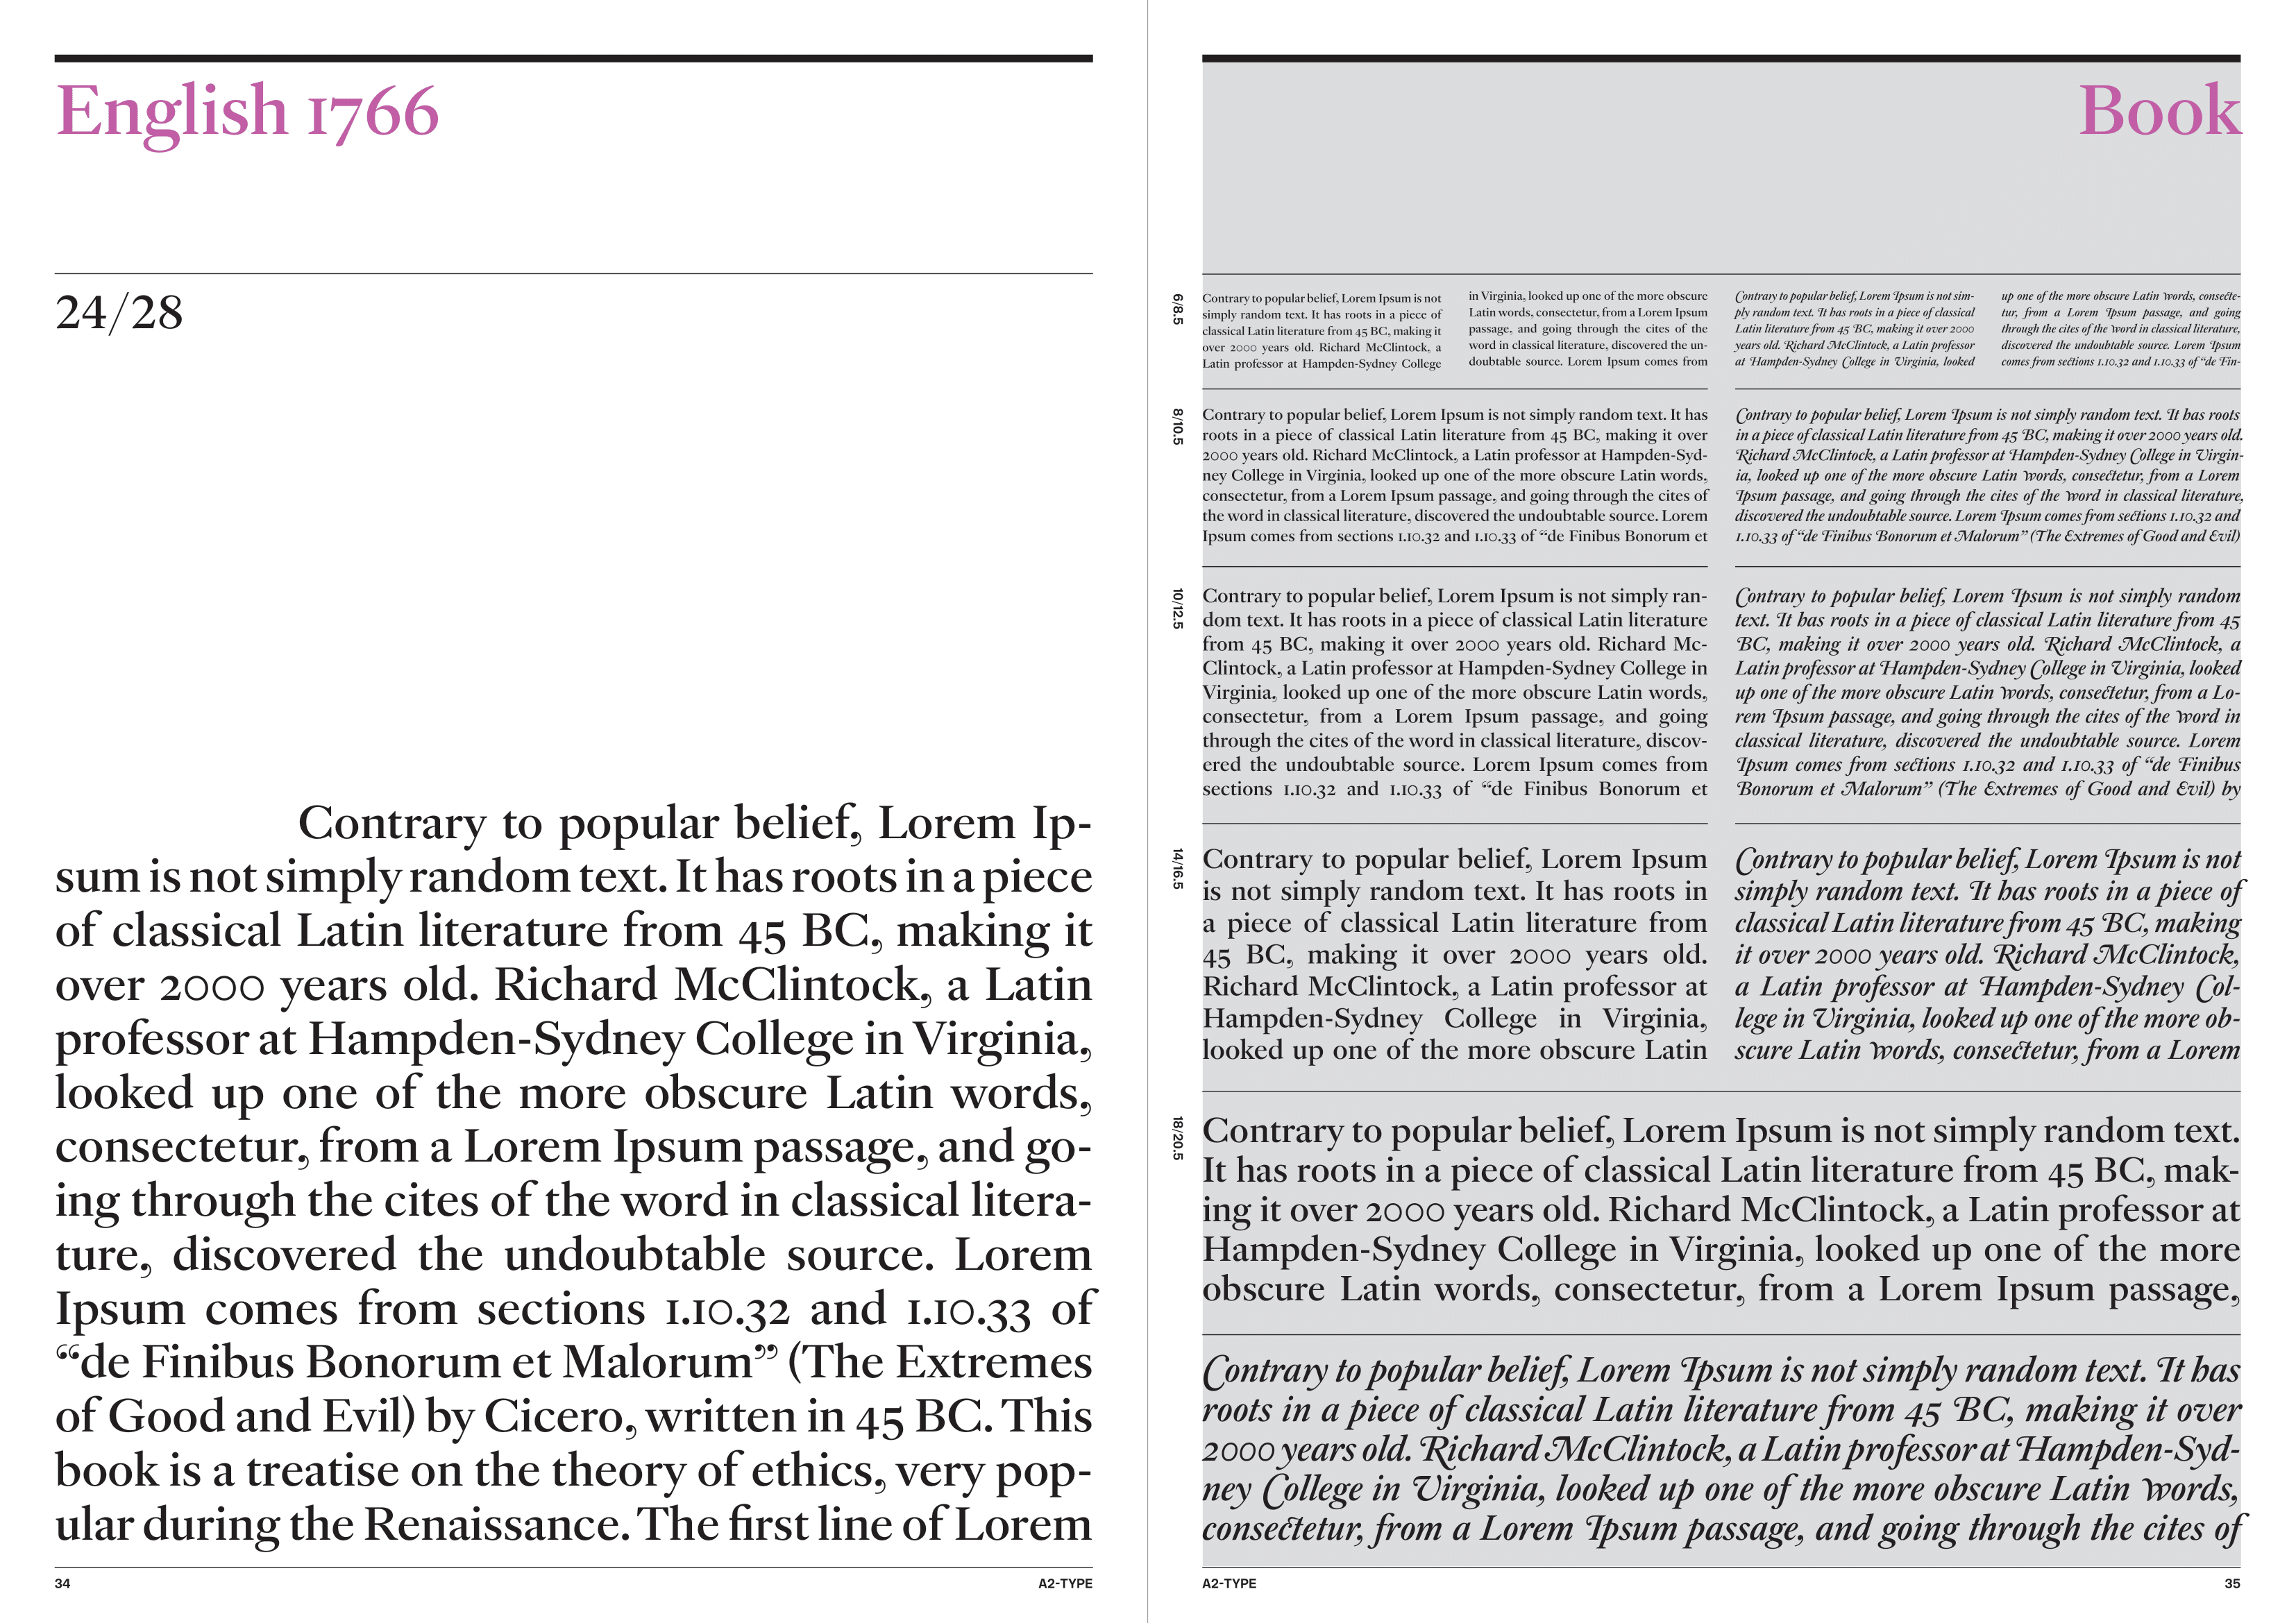 English 1766
24/28
Contrary to popular belief, Lorem Ip-
sum is not simply random text. It has roots in a piece
of classical Latin literature from 45 BC, making it
over 2000 years old. Richard McClintock, a Latin
professor at Hampden-Sydney College in Virginia,
looked up one of the more obscure Latin words,
consectetur, from a Lorem Ipsum passage, and go-
ing through the cites of the word in classical litera-
ture, discovered the undoubtable source. Lorem
Ipsum comes from sections 1.10.32 and 1.10.33 of
“de Finibus Bonorum et Malorum” (The Extremes
of Good and Evil) by Cicero, written in 45 BC. This
book is a treatise on the theory of ethics, very pop-
ular during the Renaissance. The first line of Lorem
34
A2-TYPE
Book
6/8.5
Contrary to popular belief, Lorem Ipsum is not
simply random text. It has roots in a piece of
classical Latin literature from 45 BC, making it
over 2000 years old. Richard McClintock, a
Latin professor at Hampden-Sydney College
in Virginia, looked up one of the more obscure
Latin words, consectetur, from a Lorem Ipsum
passage, and going through the cites of the
word in classical literature, discovered the un-
doubtable source. Lorem Ipsum comes from
Contrary to popular belief, Lorem Ipsum is not sim-
ply random text. It has roots in a piece of classical
Latin literature from 45 BC, making it over 2000
years old. Richard McClintock, a Latin professor
at Hampden-Sydney College in Virginia, looked
up one of the more obscure Latin words, consecte-
tur, from a Lorem Ipsum passage, and going
through the cites of the word in classical literature,
discovered the undoubtable source. Lorem Ipsum
comes from sections 1.10.32 and 1.10.33 of “de Fin-
8/10.5
Contrary to popular belief, Lorem Ipsum is not simply random text. It has
roots in a piece of classical Latin literature from 45 BC, making it over
2000 years old. Richard McClintock, a Latin professor at Hampden-Syd-
ney College in Virginia, looked up one of the more obscure Latin words,
consectetur, from a Lorem Ipsum passage, and going through the cites of
the word in classical literature, discovered the undoubtable source. Lorem
Ipsum comes from sections 1.10.32 and 1.10.33 of “de Finibus Bonorum et
Contrary to popular belief, Lorem Ipsum is not simply random text. It has roots
in a piece of classical Latin literature from 45 BC, making it over 2000 years old.
Richard McClintock, a Latin professor at Hampden-Sydney College in Virgin-
ia, looked up one of the more obscure Latin words, consectetur, from a Lorem
Ipsum passage, and going through the cites of the word in classical literature,
discovered the undoubtable source. Lorem Ipsum comes from sections 1.10.32 and
1.10.33 of “de Finibus Bonorum et Malorum” (The Extremes of Good and Evil)
10/12.5
Contrary to popular belief, Lorem Ipsum is not simply ran-
dom text. It has roots in a piece of classical Latin literature
from 45 BC, making it over 2000 years old. Richard Mc-
Clintock, a Latin professor at Hampden-Sydney College in
Virginia, looked up one of the more obscure Latin words,
consectetur, from a Lorem Ipsum passage, and going
through the cites of the word in classical literature, discov-
ered the undoubtable source. Lorem Ipsum comes from
sections 1.10.32 and 1.10.33 of “de Finibus Bonorum et
Contrary to popular belief, Lorem Ipsum is not simply random
text. It has roots in a piece of classical Latin literature from 45
BC, making it over 2000 years old. Richard McClintock, a
Latin professor at Hampden-Sydney College in Virginia, looked
up one of the more obscure Latin words, consectetur, from a Lo-
rem Ipsum passage, and going through the cites of the word in
classical literature, discovered the undoubtable source. Lorem
Ipsum comes from sections 1.10.32 and 1.10.33 of “de Finibus
Bonorum et Malorum” (The Extremes of Good and Evil) by
14/16.5
Contrary to popular belief, Lorem Ipsum
is not simply random text. It has roots in
a piece of classical Latin literature from
45 BC, making it over 2000 years old.
Richard McClintock, a Latin professor at
Hampden-Sydney College in Virginia,
looked up one of the more obscure Latin
Contrary to popular belief, Lorem Ipsum is not
simply random text. It has roots in a piece of
classical Latin literature from 45 BC, making
it over 2000 years old. Richard McClintock,
a Latin professor at Hampden-Sydney Col-
lege in Virginia, looked up one of the more ob-
scure Latin words, consectetur, from a Lorem
18/20.5
Contrary to popular belief, Lorem Ipsum is not simply random text.
It has roots in a piece of classical Latin literature from 45 BC, mak-
ing it over 2000 years old. Richard McClintock, a Latin professor at
Hampden-Sydney College in Virginia, looked up one of the more
obscure Latin words, consectetur, from a Lorem Ipsum passage,
Contrary to popular belief, Lorem Ipsum is not simply random text. It has
roots in a piece of classical Latin literature from 45 BC, making it over
2000 years old. Richard McClintock, a Latin professor at Hampden-Syd-
ney College in Virginia, looked up one of the more obscure Latin words,
consectetur, from a Lorem Ipsum passage, and going through the cites of
A2-TYPE
35